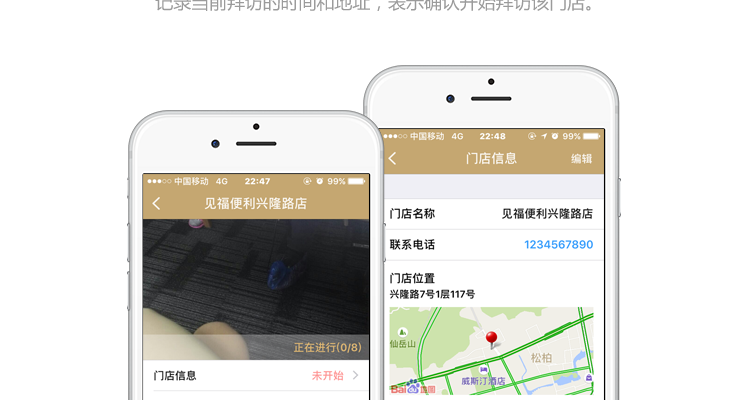 记录当前拜访的时间和地址，表示确认开始拜访该门店。
中国移动 4G 22:47 99%
见福便利兴隆路店
正在进行(0/8)
门店信息 未开始
中国移动 4G 22:48 99%
门店信息 编辑
门店名称 见福便利兴隆路店
联系电话 1234567890
门店位置
兴隆路7号1层117号
仙岳山
松柏
威斯汀酒店
Bai 地图